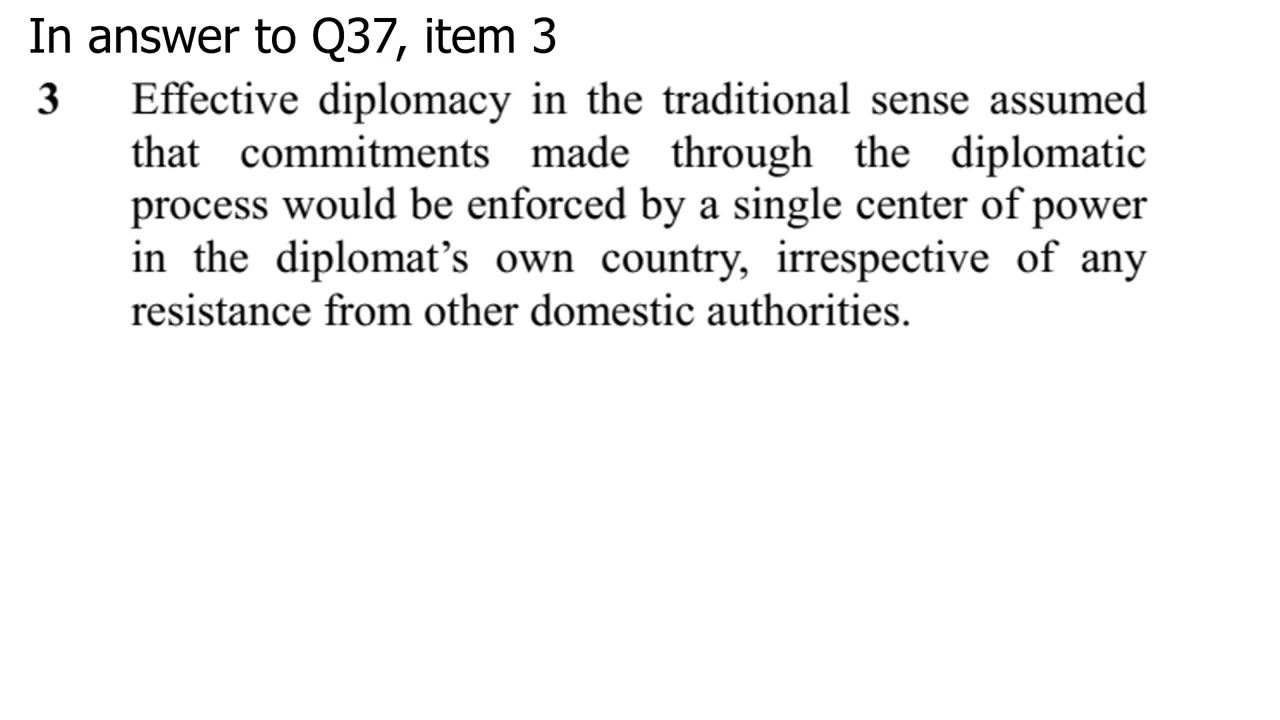 In answer to Q37, item 3
3 Effective diplomacy in the traditional sense assumed
that commitments made through the diplomatic
process would be enforced by a single center of power
in the diplomat’s own country, irrespective of any
resistance from other domestic authorities.